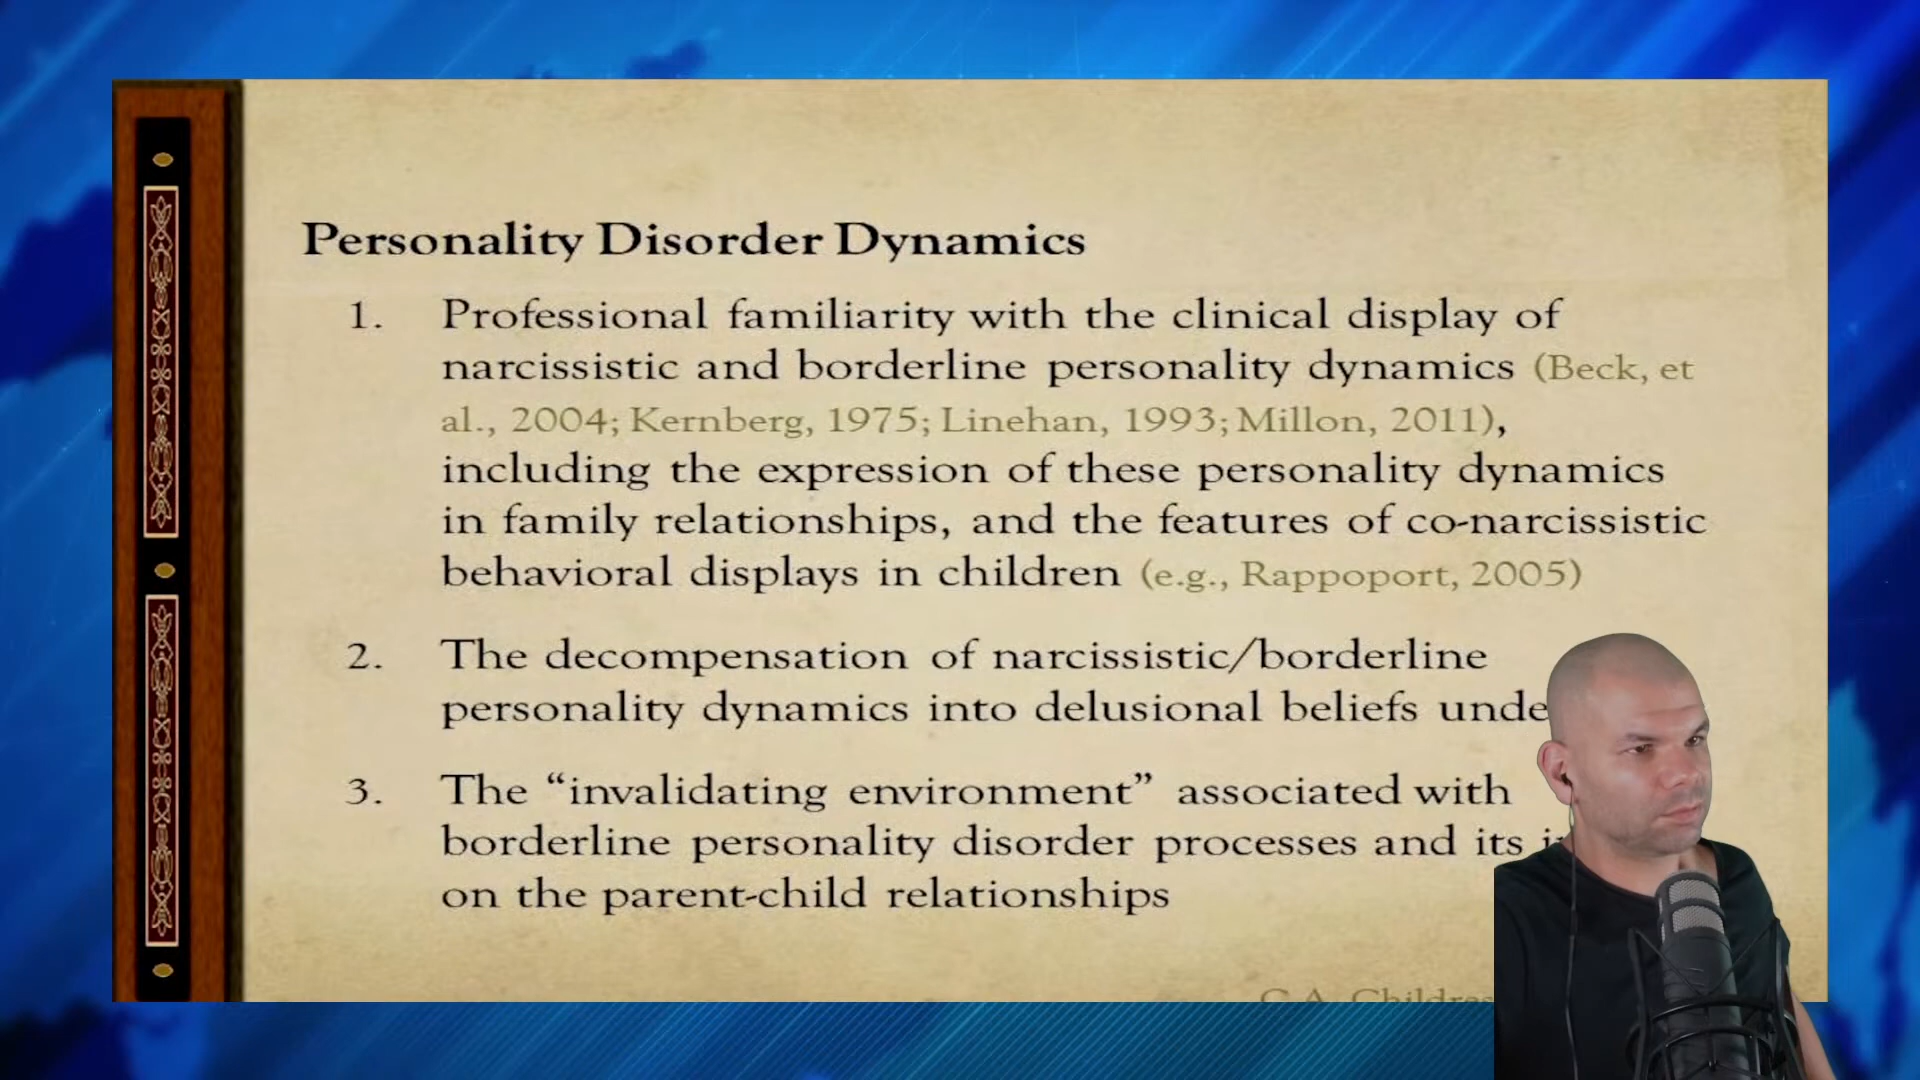 Personality Disorder Dynamics
1. Professional familiarity with the clinical display of
narcissistic and borderline personality dynamics (Beck, et
al., 2004; Kernberg, 1975; Linehan, 1993; Millon, 2011),
including the expression of these personality dynamics
in family relationships, and the features of co-narcissistic
behavioral displays in children (e.g., Rappoport, 2005)
2. The decompensation of narcissistic/borderline
personality dynamics into delusional beliefs
3. The “invalidating environment” associated with
borderline personality disorder processes and its
on the parent-child relationships
C.A.